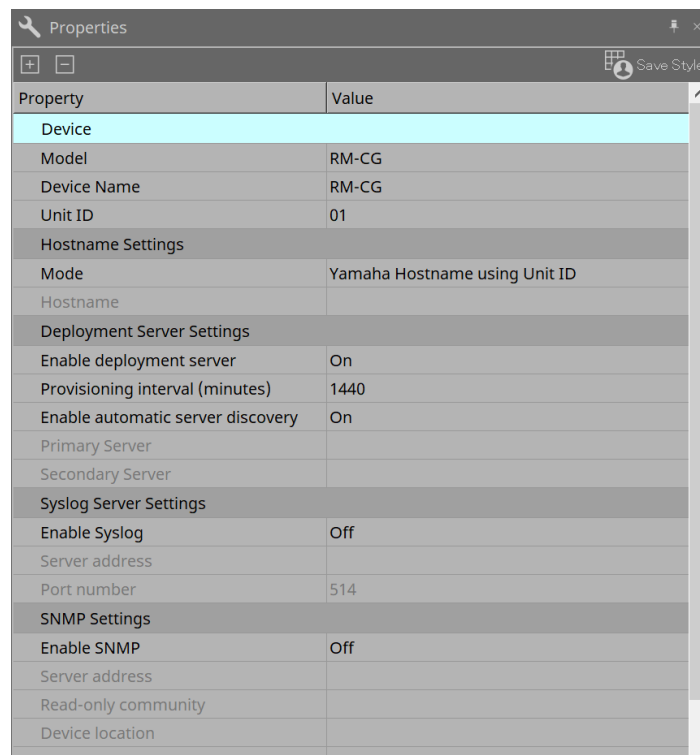 Properties
Save Style
Property Value
Device
Model RM-CG
Device Name RM-CG
Unit ID 01
Hostname Settings
Mode Yamaha Hostname using Unit ID
Hostname
Deployment Server Settings
Enable deployment server On
Provisioning interval (minutes) 1440
Enable automatic server discovery On
Primary Server
Secondary Server
Syslog Server Settings
Enable Syslog Off
Server address
Port number 514
SNMP Settings
Enable SNMP Off
Server address
Read-only community
Device location